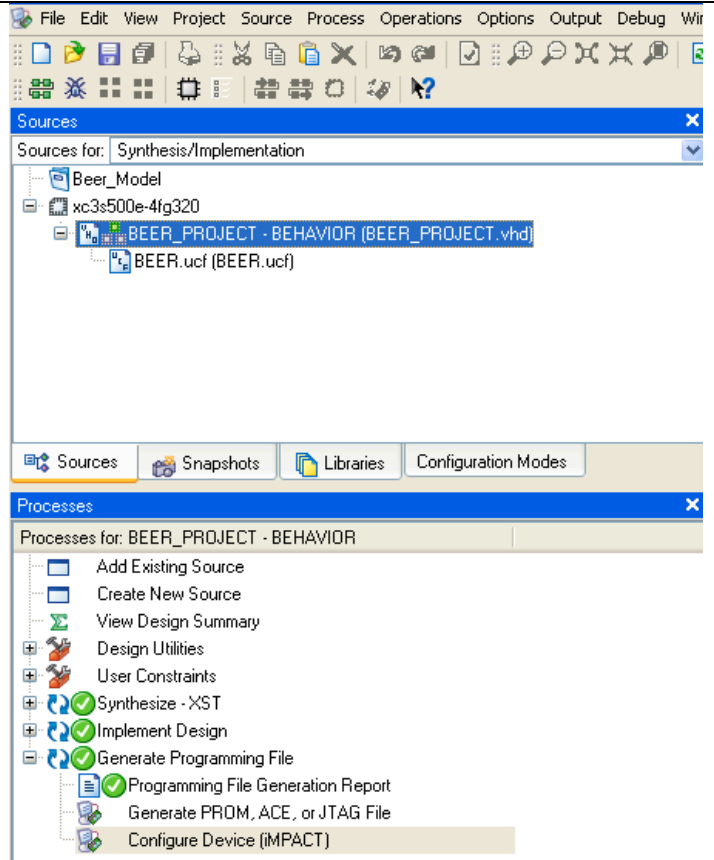 File Edit View Project Source Process Operations Options Output Debug
Sources
Sources for: Synthesis/Implementation
Beer_Model
xc3s500e-4fg320
BEER_PROJECT - BEHAVIOR (BEER_PROJECT.vhd)
BEER.ucf (BEER.ucf)
Sources Snapshots Libraries Configuration Modes
Processes
Processes for: BEER_PROJECT - BEHAVIOR
Add Existing Source
Create New Source
View Design Summary
Design Utilities
User Constraints
Synthesize - XST
Implement Design
Generate Programming File
Programming File Generation Report
Generate PROM, ACE, or JTAG File
Configure Device (iMPACT)